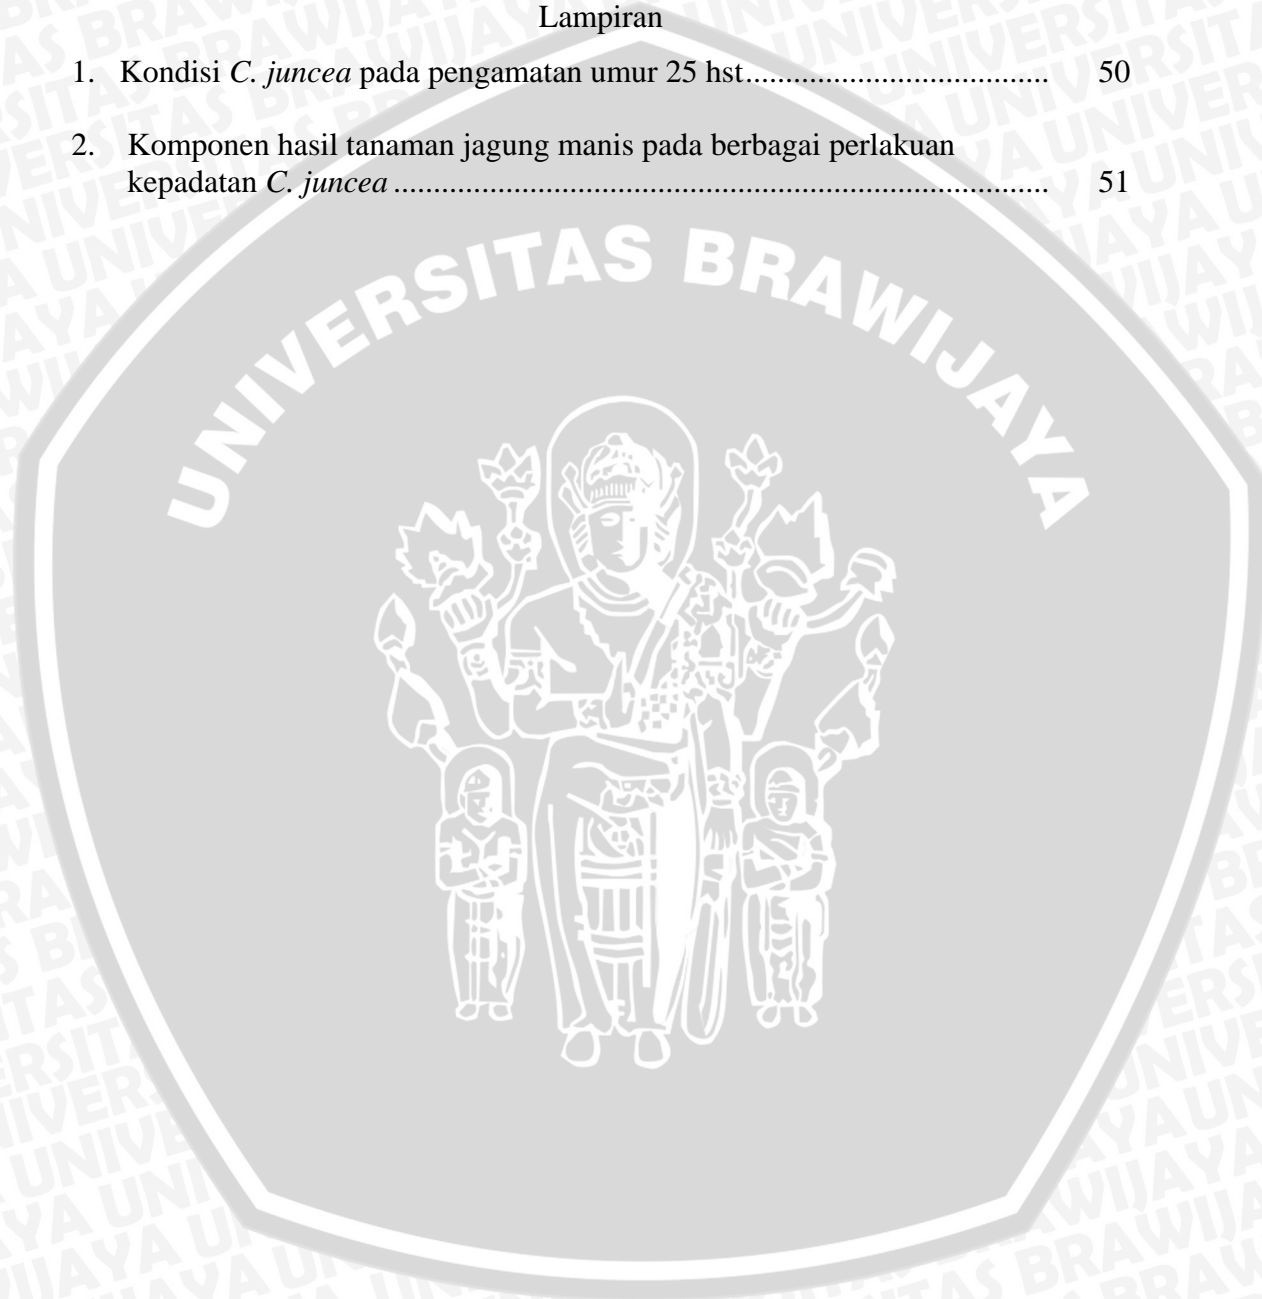 Lampiran
1. Kondisi C. juncea pada pengamatan umur 25 hst.................................... 50
2. Komponen hasil tanaman jagung manis pada berbagai perlakuan
kepadatan C. juncea ................................................................................ 51
UNIVERSITAS BRAWIJAYA